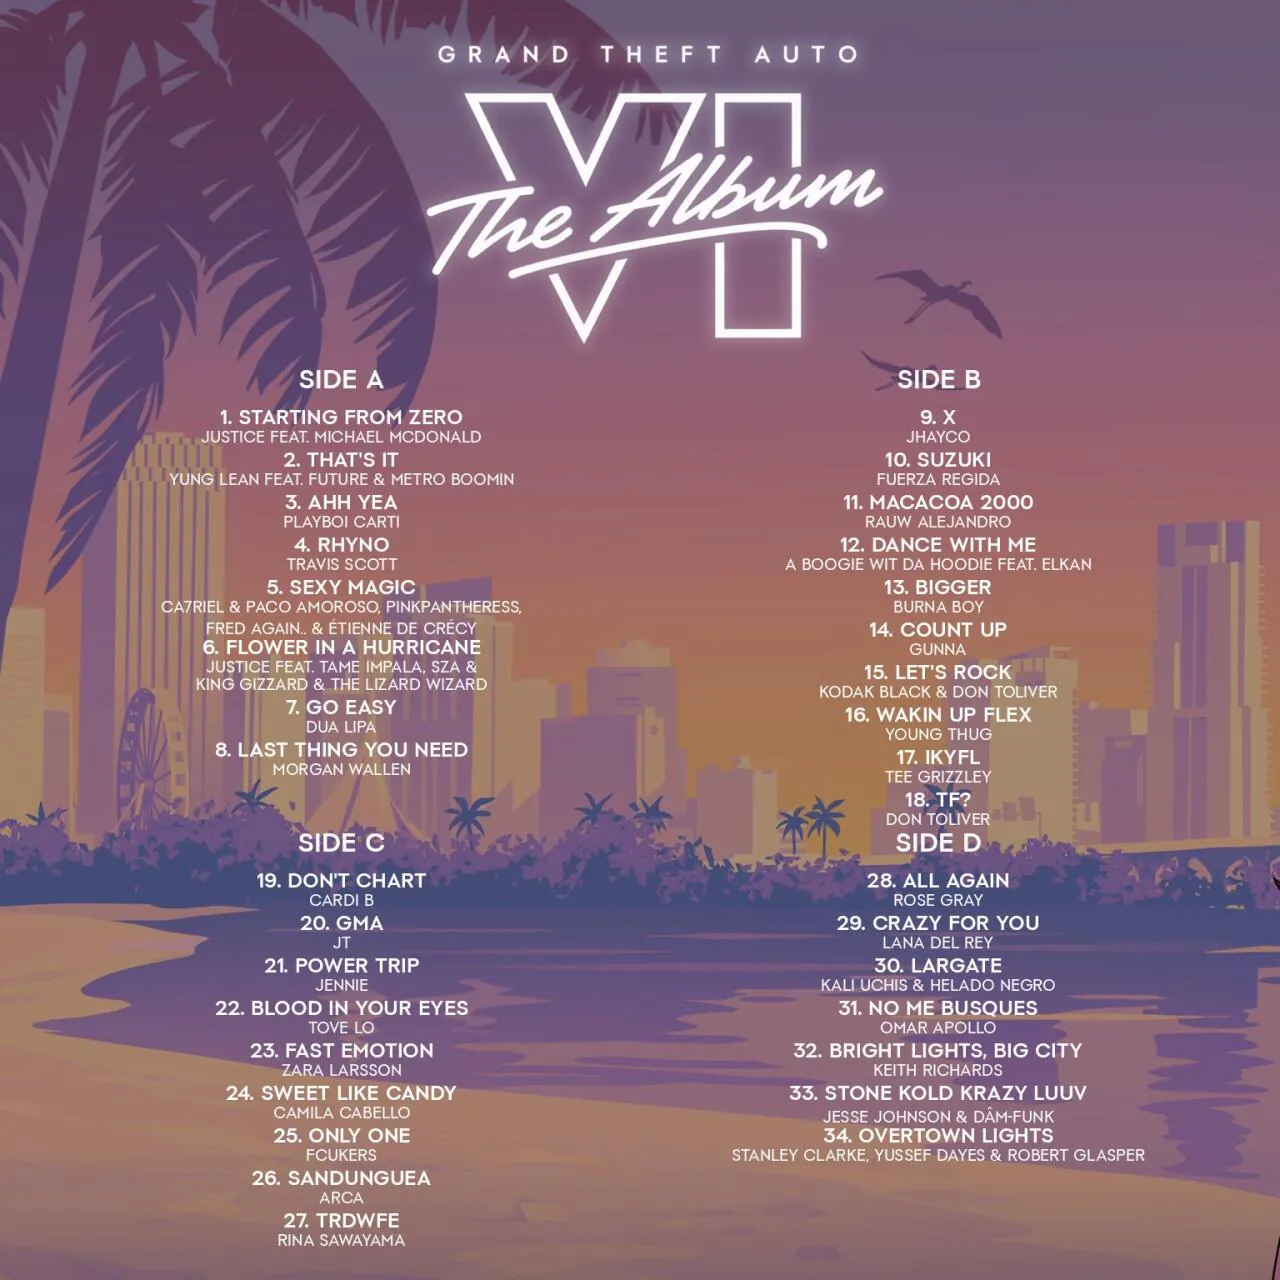 GRAND THEFT AUTO
VI
The Album
SIDE A
1. STARTING FROM ZERO
JUSTICE FEAT. MICHAEL MCDONALD
2. THAT'S IT
YUNG LEAN FEAT. FUTURE & METRO BOOMIN
3. AHH YEA
PLAYBOI CARTI
4. RHYNO
TRAVIS SCOTT
5. SEXY MAGIC
CA7RIEL & PACO AMOROSO, PINKPANTHERESS,
FRED AGAIN.. & ÉTIENNE DE CRÉCY
6. FLOWER IN A HURRICANE
JUSTICE FEAT. TAME IMPALA, SZA &
KING GIZZARD & THE LIZARD WIZARD
7. GO EASY
DUA LIPA
8. LAST THING YOU NEED
MORGAN WALLEN
SIDE B
9. X
JHAYCO
10. SUZUKI
FUERZA REGIDA
11. MACACOA 2000
RAUW ALEJANDRO
12. DANCE WITH ME
A BOOGIE WIT DA HOODIE FEAT. ELKAN
13. BIGGER
BURNA BOY
14. COUNT UP
GUNNA
15. LET'S ROCK
KODAK BLACK & DON TOLIVER
16. WAKIN UP FLEX
YOUNG THUG
17. IKYFL
TEE GRIZZLEY
18. TF?
DON TOLIVER
SIDE C
19. DON'T CHART
CARDI B
20. GMA
JT
21. POWER TRIP
JENNIE
22. BLOOD IN YOUR EYES
TOVE LO
23. FAST EMOTION
ZARA LARSSON
24. SWEET LIKE CANDY
CAMILA CABELLO
25. ONLY ONE
FCUKERS
26. SANDUNGUEA
ARCA
27. TRDWFE
RINA SAWAYAMA
SIDE D
28. ALL AGAIN
ROSE GRAY
29. CRAZY FOR YOU
LANA DEL REY
30. LARGATE
KALI UCHIS & HELADO NEGRO
31. NO ME BUSQUES
OMAR APOLLO
32. BRIGHT LIGHTS, BIG CITY
KEITH RICHARDS
33. STONE KOLD KRAZY LUUV
JESSE JOHNSON & DÂM-FUNK
34. OVERTOWN LIGHTS
STANLEY CLARKE, YUSSEF DAYES & ROBERT GLASPER